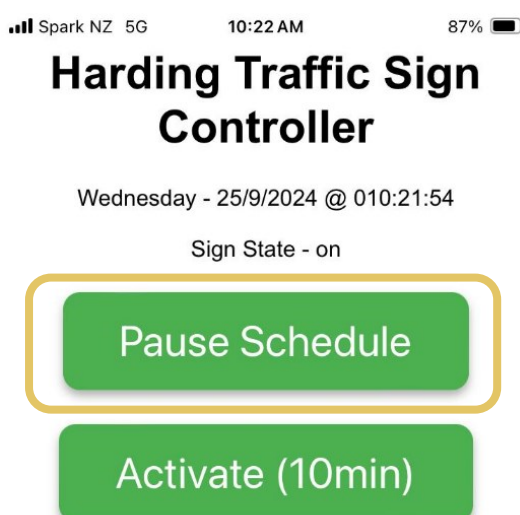 Spark NZ 5G 10:22 AM 87%
Harding Traffic Sign
Controller
Wednesday - 25/9/2024 @ 010:21:54
Sign State - on
Pause Schedule
Activate (10min)